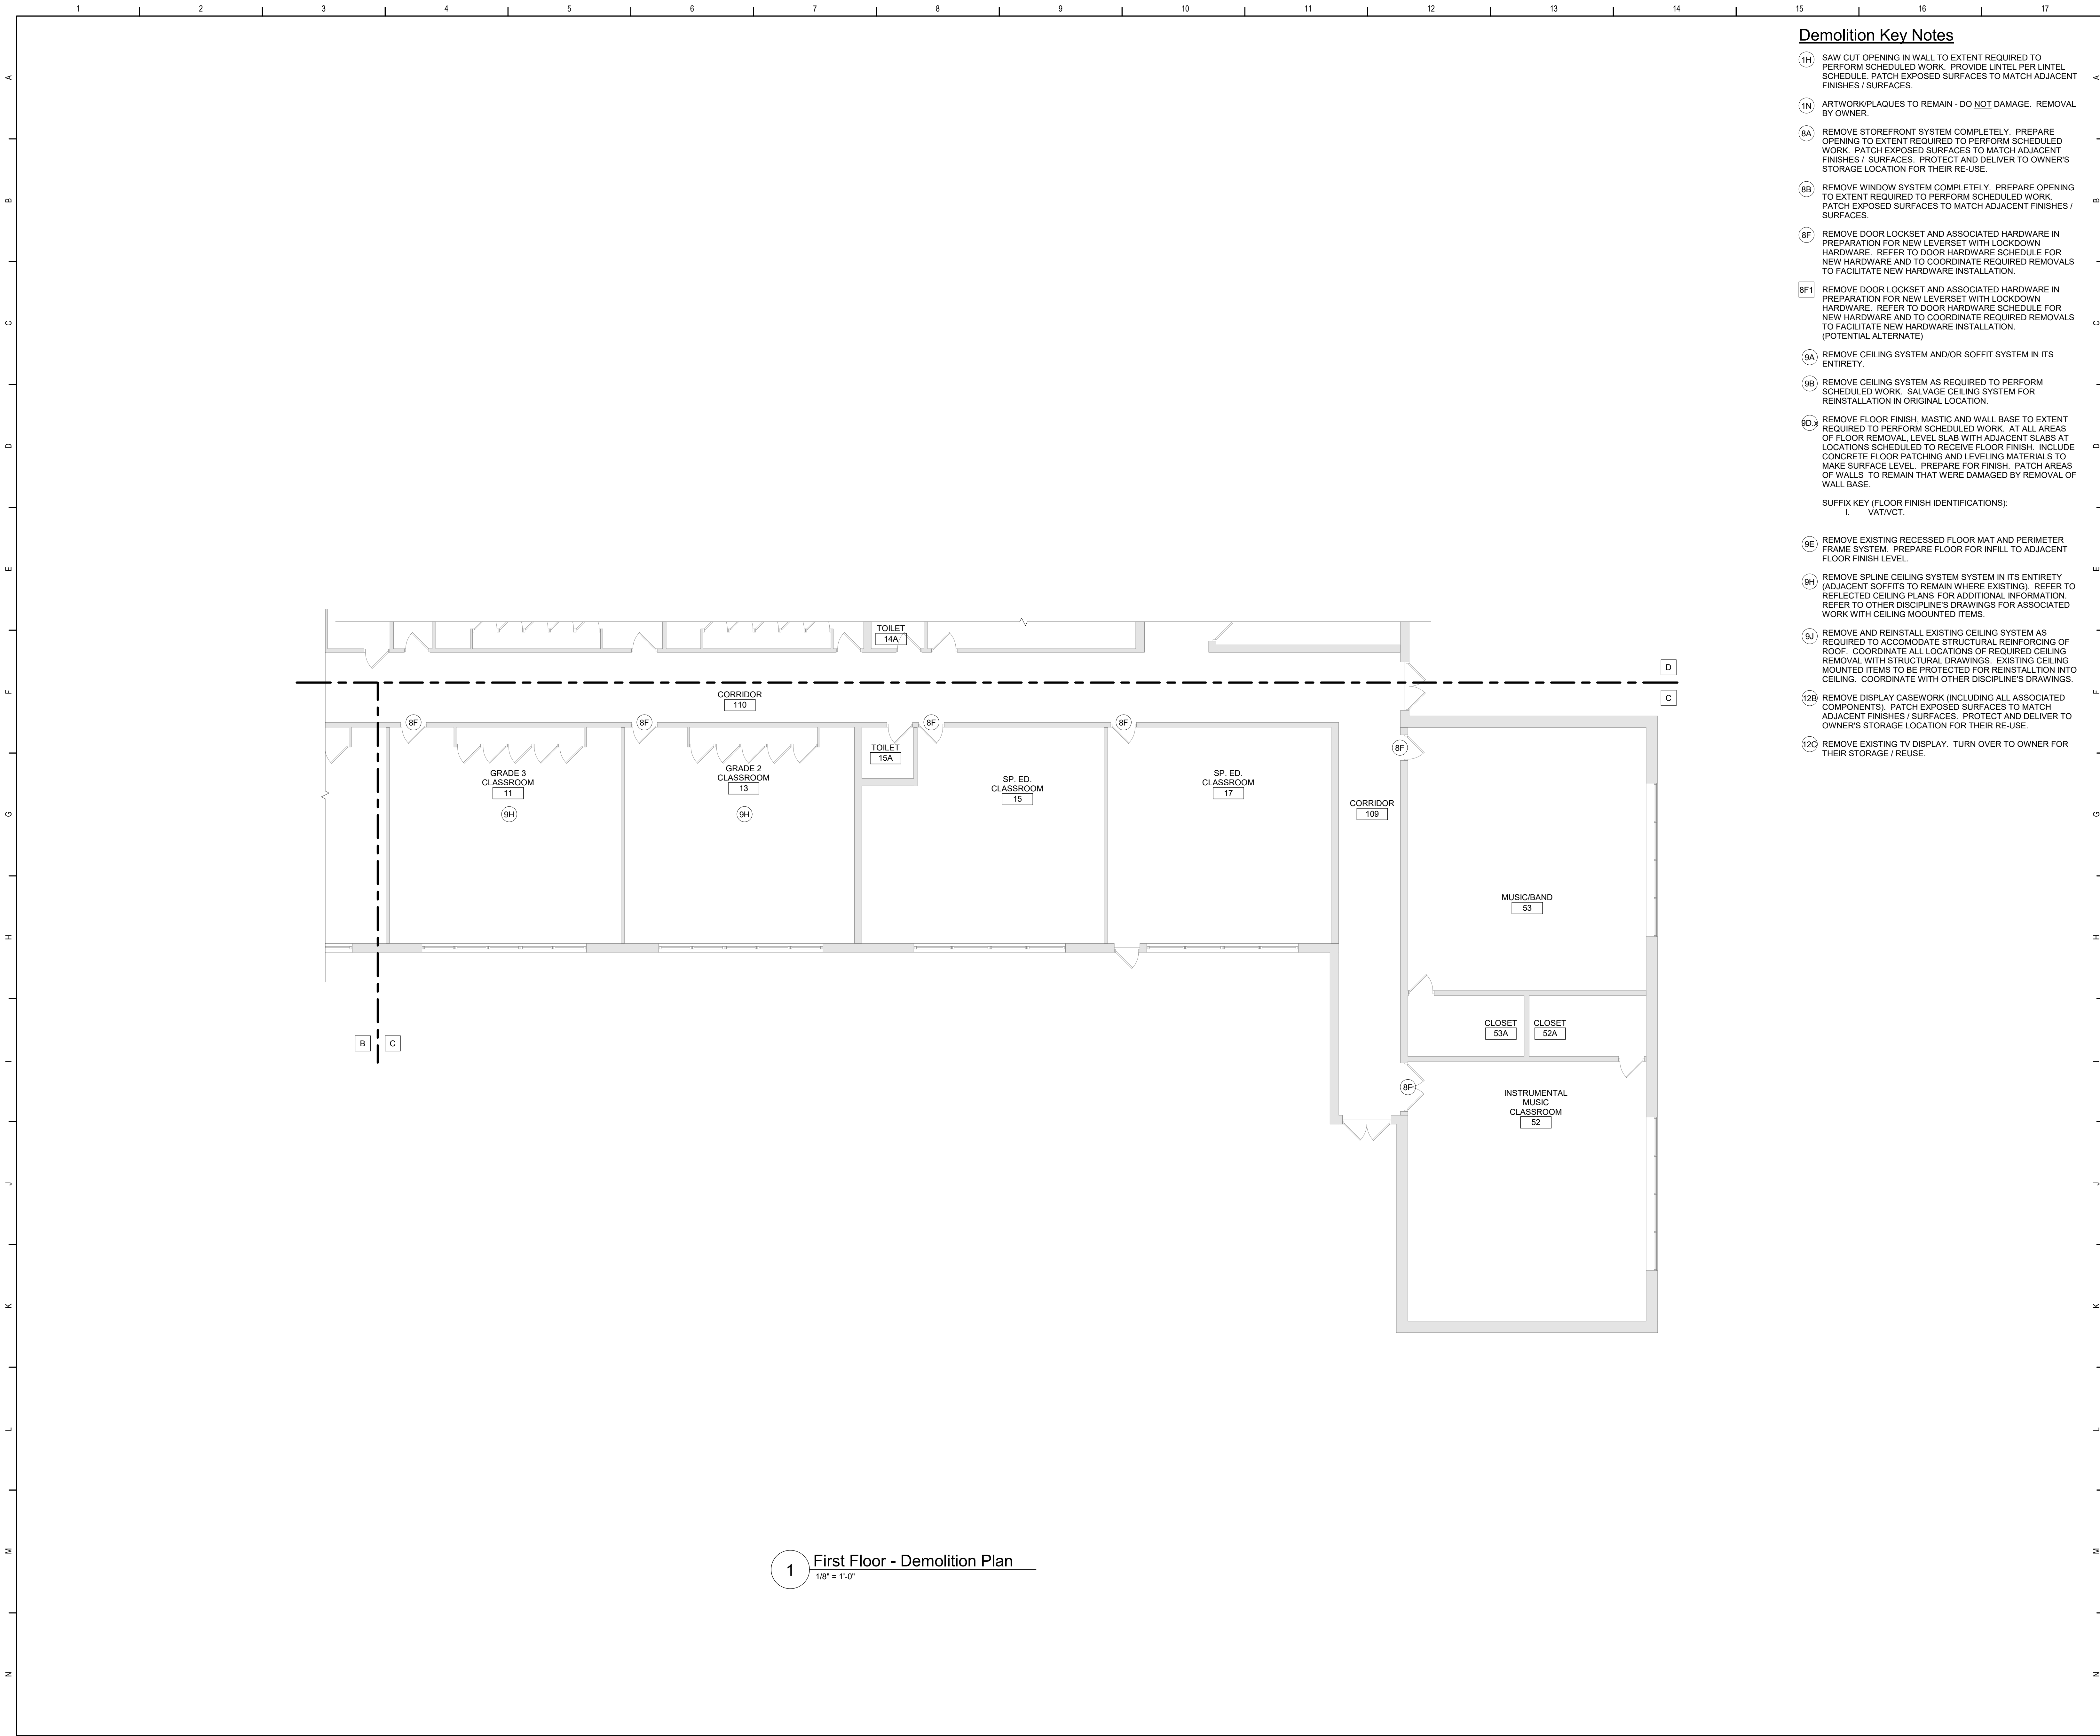 1 2 3 4 5 6 7 8 9 10 11 12 13 14 15 16 17
A
B
C
D
E
F
G
H
I
J
K
L
M
N
Demolition Key Notes
1H SAW CUT OPENING IN WALL TO EXTENT REQUIRED TO
PERFORM SCHEDULED WORK. PROVIDE LINTEL PER LINTEL
SCHEDULE. PATCH EXPOSED SURFACES TO MATCH ADJACENT
FINISHES / SURFACES.
1N ARTWORK/PLAQUES TO REMAIN - DO NOT DAMAGE. REMOVAL
BY OWNER.
8A REMOVE STOREFRONT SYSTEM COMPLETELY. PREPARE
OPENING TO EXTENT REQUIRED TO PERFORM SCHEDULED
WORK. PATCH EXPOSED SURFACES TO MATCH ADJACENT
FINISHES / SURFACES. PROTECT AND DELIVER TO OWNER'S
STORAGE LOCATION FOR THEIR RE-USE.
8B REMOVE WINDOW SYSTEM COMPLETELY. PREPARE OPENING
TO EXTENT REQUIRED TO PERFORM SCHEDULED WORK.
PATCH EXPOSED SURFACES TO MATCH ADJACENT FINISHES /
SURFACES.
8F REMOVE DOOR LOCKSET AND ASSOCIATED HARDWARE IN
PREPARATION FOR NEW LEVERSET WITH LOCKDOWN
HARDWARE. REFER TO DOOR HARDWARE SCHEDULE FOR
NEW HARDWARE AND TO COORDINATE REQUIRED REMOVALS
TO FACILITATE NEW HARDWARE INSTALLATION.
8F1 REMOVE DOOR LOCKSET AND ASSOCIATED HARDWARE IN
PREPARATION FOR NEW LEVERSET WITH LOCKDOWN
HARDWARE. REFER TO DOOR HARDWARE SCHEDULE FOR
NEW HARDWARE AND TO COORDINATE REQUIRED REMOVALS
TO FACILITATE NEW HARDWARE INSTALLATION.
(POTENTIAL ALTERNATE)
9A REMOVE CEILING SYSTEM AND/OR SOFFIT SYSTEM IN ITS
ENTIRETY.
9B REMOVE CEILING SYSTEM AS REQUIRED TO PERFORM
SCHEDULED WORK. SALVAGE CEILING SYSTEM FOR
REINSTALLATION IN ORIGINAL LOCATION.
9D.x REMOVE FLOOR FINISH, MASTIC AND WALL BASE TO EXTENT
REQUIRED TO PERFORM SCHEDULED WORK. AT ALL AREAS
OF FLOOR REMOVAL, LEVEL SLAB WITH ADJACENT SLABS AT
LOCATIONS SCHEDULED TO RECEIVE FLOOR FINISH. INCLUDE
CONCRETE FLOOR PATCHING AND LEVELING MATERIALS TO
MAKE SURFACE LEVEL. PREPARE FOR FINISH. PATCH AREAS
OF WALLS TO REMAIN THAT WERE DAMAGED BY REMOVAL OF
WALL BASE.
SUFFIX KEY (FLOOR FINISH IDENTIFICATIONS):
I. VAT/VCT.
9E REMOVE EXISTING RECESSED FLOOR MAT AND PERIMETER
FRAME SYSTEM. PREPARE FLOOR FOR INFILL TO ADJACENT
FLOOR FINISH LEVEL.
9H REMOVE SPLINE CEILING SYSTEM SYSTEM IN ITS ENTIRETY
(ADJACENT SOFFITS TO REMAIN WHERE EXISTING). REFER TO
REFLECTED CEILING PLANS FOR ADDITIONAL INFORMATION.
REFER TO OTHER DISCIPLINE'S DRAWINGS FOR ASSOCIATED
WORK WITH CEILING MOOUNTED ITEMS.
9J REMOVE AND REINSTALL EXISTING CEILING SYSTEM AS
REQUIRED TO ACCOMODATE STRUCTURAL REINFORCING OF
ROOF. COORDINATE ALL LOCATIONS OF REQUIRED CEILING
REMOVAL WITH STRUCTURAL DRAWINGS. EXISTING CEILING
MOUNTED ITEMS TO BE PROTECTED FOR REINSTALLTION INTO
CEILING. COORDINATE WITH OTHER DISCIPLINE'S DRAWINGS.
12B REMOVE DISPLAY CASEWORK (INCLUDING ALL ASSOCIATED
COMPONENTS). PATCH EXPOSED SURFACES TO MATCH
ADJACENT FINISHES / SURFACES. PROTECT AND DELIVER TO
OWNER'S STORAGE LOCATION FOR THEIR RE-USE.
12C REMOVE EXISTING TV DISPLAY. TURN OVER TO OWNER FOR
THEIR STORAGE / REUSE.
TOILET
14A
D
C
CORRIDOR
110
8F 8F 8F 8F
8F
TOILET
15A
GRADE 3
CLASSROOM
11
9H
GRADE 2
CLASSROOM
13
9H
SP. ED.
CLASSROOM
15
SP. ED.
CLASSROOM
17
CORRIDOR
109
MUSIC/BAND
53
CLOSET
53A
CLOSET
52A
B C
8F
INSTRUMENTAL
MUSIC
CLASSROOM
52
1 First Floor - Demolition Plan
1/8" = 1'-0"
A
B
C
D
E
F
G
H
I
J
K
L
M
N